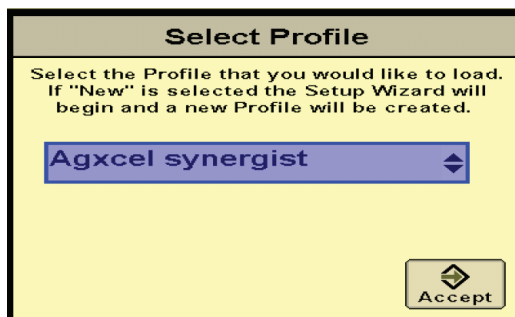 Select Profile
Select the Profile that you would like to load.
If "New" is selected the Setup Wizard will
begin and a new Profile will be created.
Agxcel synergist
Accept